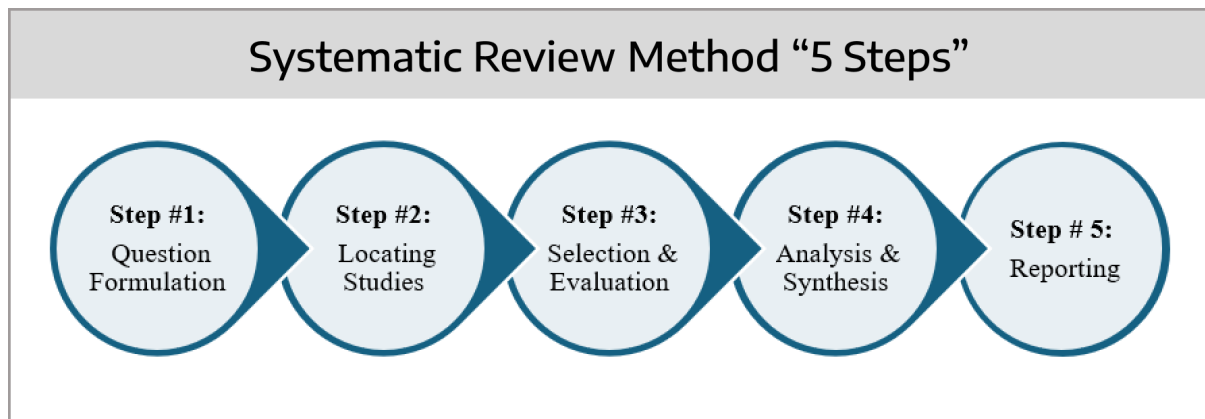 Systematic Review Method “5 Steps”
Step #1:
Question
Formulation
Step #2:
Locating
Studies
Step #3:
Selection &
Evaluation
Step #4:
Analysis &
Synthesis
Step # 5:
Reporting